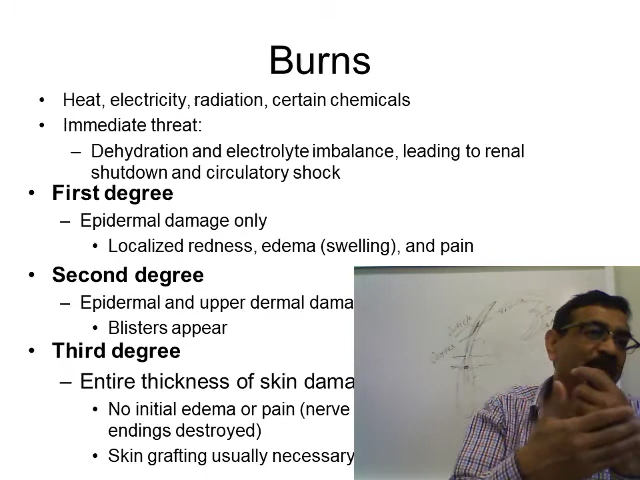 Burns
• Heat, electricity, radiation, certain chemicals
• Immediate threat:
– Dehydration and electrolyte imbalance, leading to renal
shutdown and circulatory shock
• First degree
– Epidermal damage only
• Localized redness, edema (swelling), and pain
• Second degree
– Epidermal and upper dermal dama
• Blisters appear
• Third degree
– Entire thickness of skin dama
• No initial edema or pain (nerve
endings destroyed)
• Skin grafting usually necessary